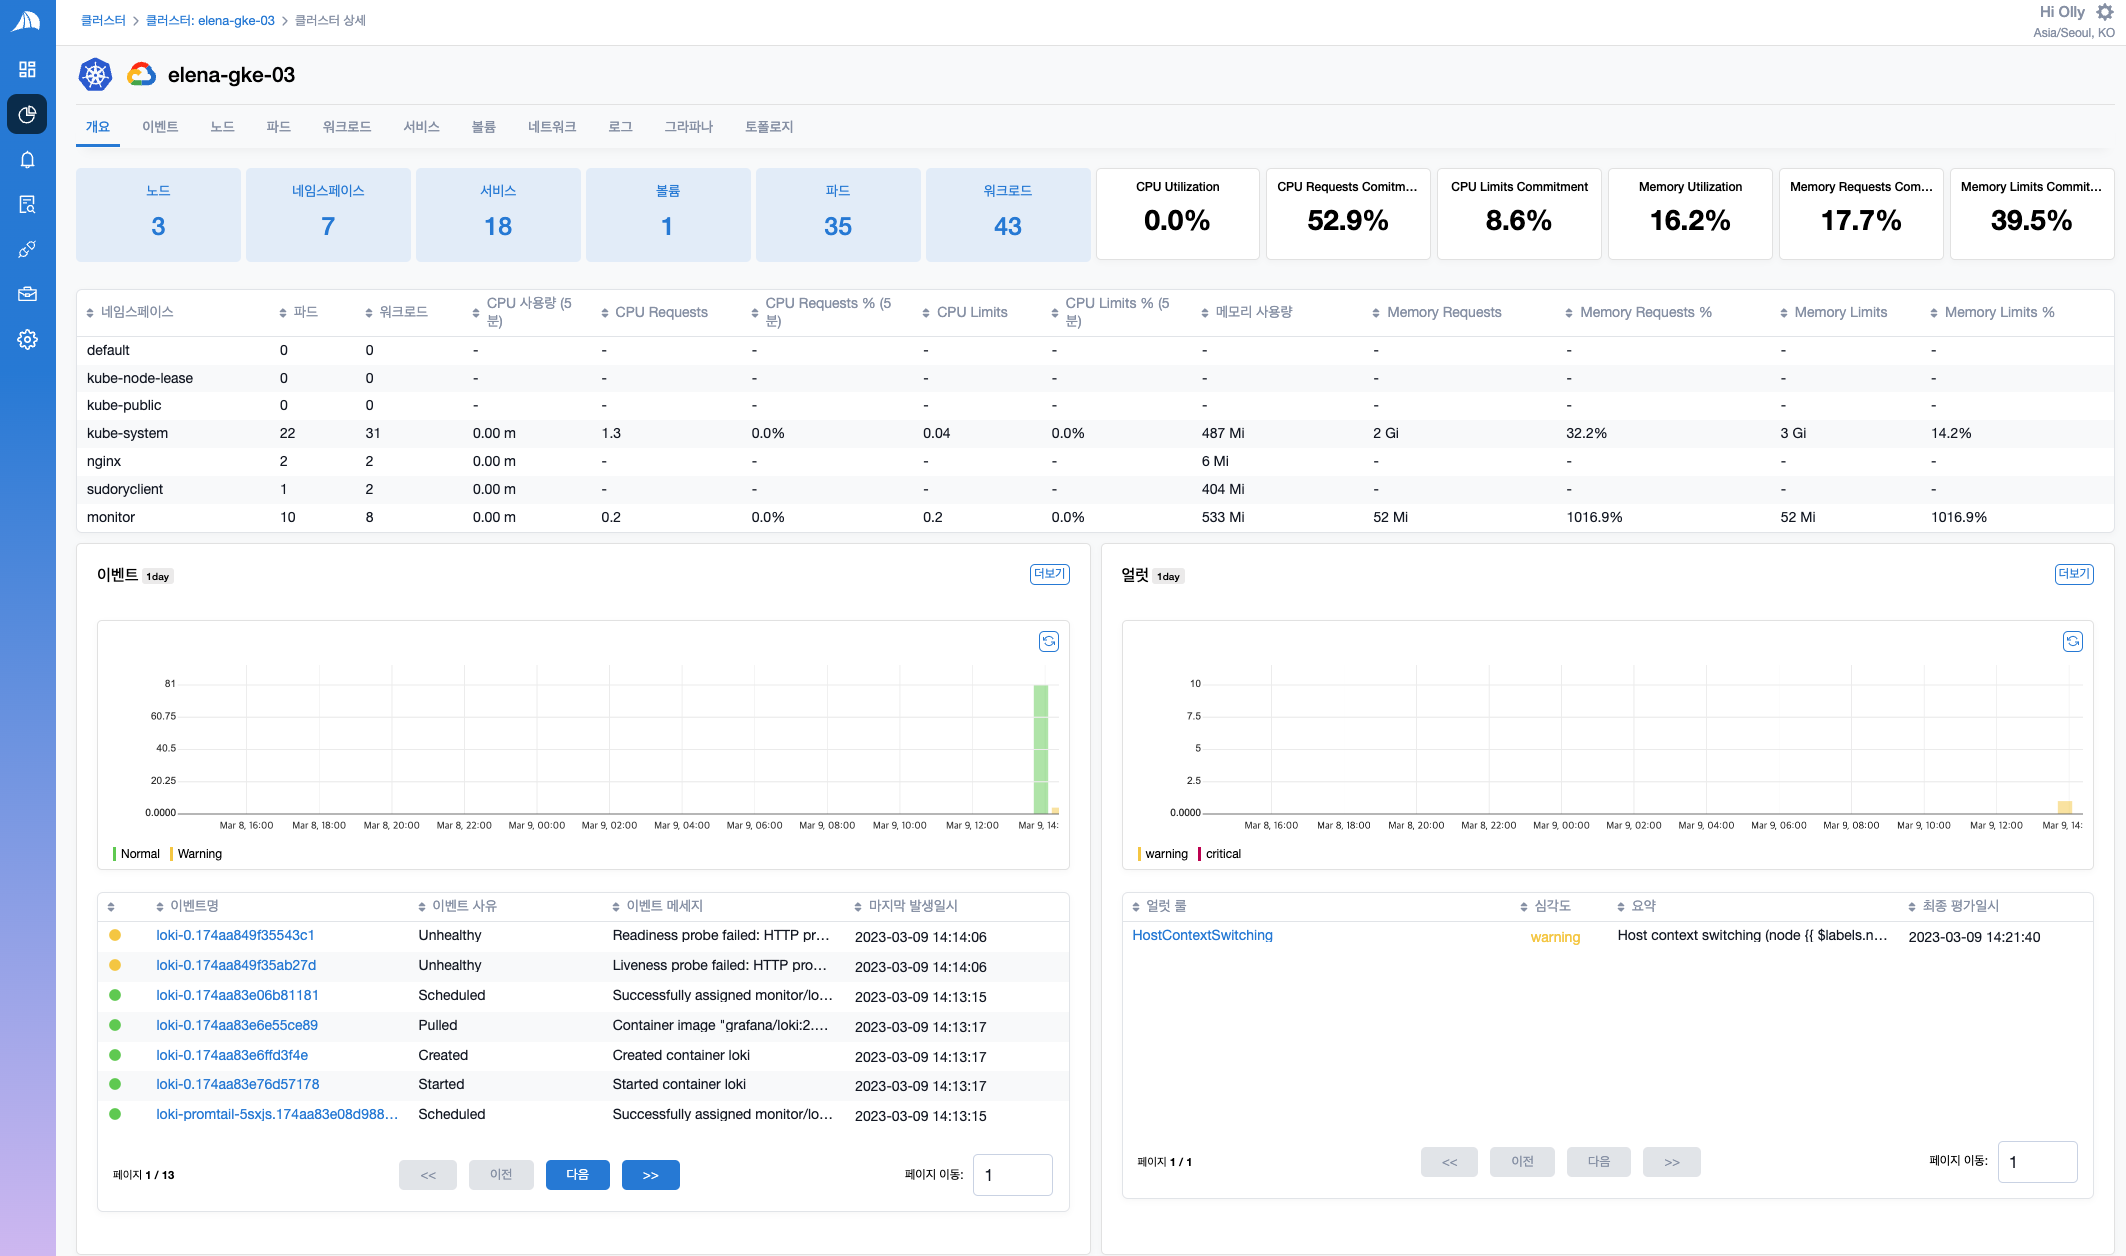 클러스터 > 클러스터: elena-gke-03 > 클러스터 상세
Hi Olly
Asia/Seoul, KO
elena-gke-03
개요 이벤트 노드 파드 워크로드 서비스 볼륨 네트워크 로그 그라파나 토폴로지
노드 네임스페이스 서비스 볼륨 파드 워크로드 CPU Utilization CPU Requests Comitm... CPU Limits Commitment Memory Utilization Memory Requests Com... Memory Limits Commit...
3 7 18 1 35 43 0.0% 52.9% 8.6% 16.2% 17.7% 39.5%
네임스페이스 파드 워크로드 CPU 사용량 (5분) CPU Requests CPU Requests % (5분) CPU Limits CPU Limits % (5분) 메모리 사용량 Memory Requests Memory Requests % Memory Limits Memory Limits %
default 0 0 - - - - - - - - - -
kube-node-lease 0 0 - - - - - - - - - -
kube-public 0 0 - - - - - - - - - -
kube-system 22 31 0.00 m 1.3 0.0% 0.04 0.0% 487 Mi 2 Gi 32.2% 3 Gi 14.2%
nginx 2 2 0.00 m - - - - 6 Mi - - - -
sudoryclient 1 2 0.00 m - - - - 404 Mi - - - -
monitor 10 8 0.00 m 0.2 0.0% 0.2 0.0% 533 Mi 52 Mi 1016.9% 52 Mi 1016.9%
이벤트 1day 더보기
81
60.75
40.5
20.25
0.0000
Mar 8, 16:00 Mar 8, 18:00 Mar 8, 20:00 Mar 8, 22:00 Mar 9, 00:00 Mar 9, 02:00 Mar 9, 04:00 Mar 9, 06:00 Mar 9, 08:00 Mar 9, 10:00 Mar 9, 12:00 Mar 9, 14:
Normal Warning
이벤트명 이벤트 사유 이벤트 메세지 마지막 발생일시
loki-0.174aa849f35543c1 Unhealthy Readiness probe failed: HTTP pr... 2023-03-09 14:14:06
loki-0.174aa849f35ab27d Unhealthy Liveness probe failed: HTTP pro... 2023-03-09 14:14:06
loki-0.174aa83e06b81181 Scheduled Successfully assigned monitor/lo... 2023-03-09 14:13:15
loki-0.174aa83e6e55ce89 Pulled Container image "grafana/loki:2.... 2023-03-09 14:13:17
loki-0.174aa83e6ffd3f4e Created Created container loki 2023-03-09 14:13:17
loki-0.174aa83e76d57178 Started Started container loki 2023-03-09 14:13:17
loki-promtail-5sxjs.174aa83e08d988... Scheduled Successfully assigned monitor/lo... 2023-03-09 14:13:15
페이지 1 / 13 << 이전 다음 >> 페이지 이동: 1
얼럿 1day 더보기
10
7.5
5
2.5
0.0000
Mar 8, 16:00 Mar 8, 18:00 Mar 8, 20:00 Mar 8, 22:00 Mar 9, 00:00 Mar 9, 02:00 Mar 9, 04:00 Mar 9, 06:00 Mar 9, 08:00 Mar 9, 10:00 Mar 9, 12:00 Mar 9, 14:
warning critical
얼럿 룰 심각도 요약 최종 평가일시
HostContextSwitching warning Host context switching (node {{ $labels.n... 2023-03-09 14:21:40
페이지 1 / 1 << 이전 다음 >> 페이지 이동: 1